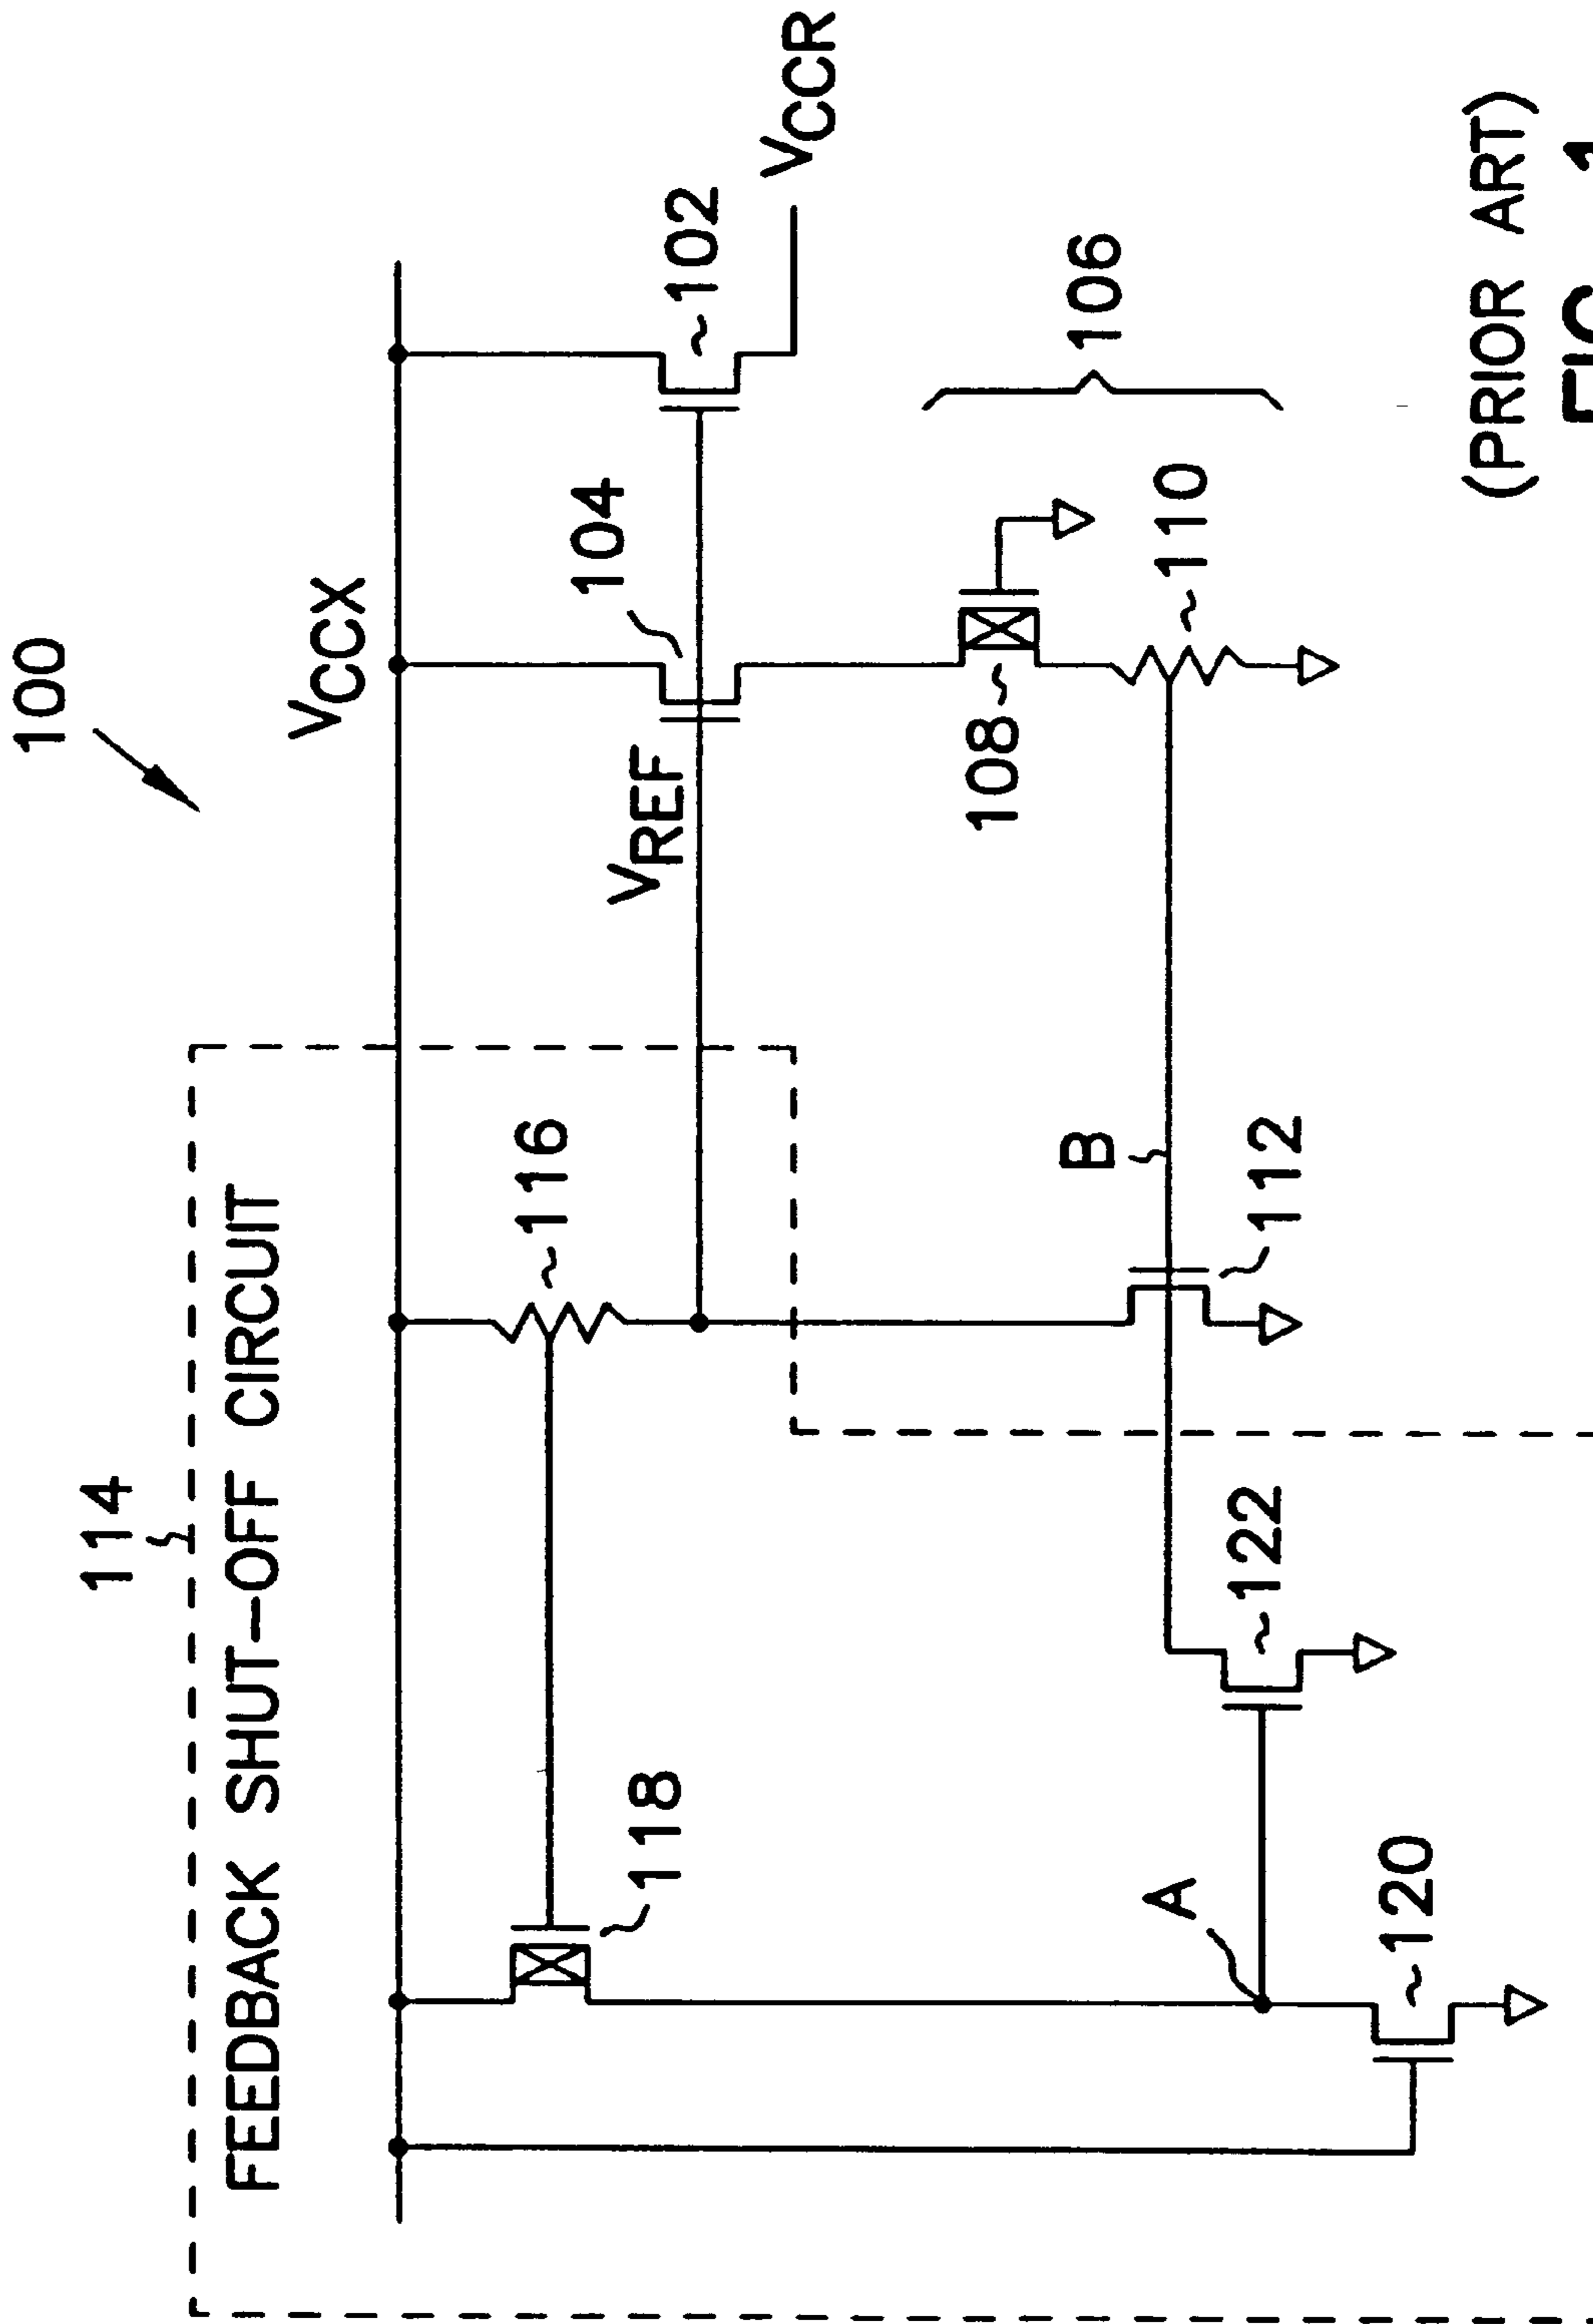 100
114
FEEDBACK SHUT-OFF CIRCUIT
VCCX
116
104
102
VREF
VCCR
118
106
108
B
A
122
112
110
120
(PRIOR ART)